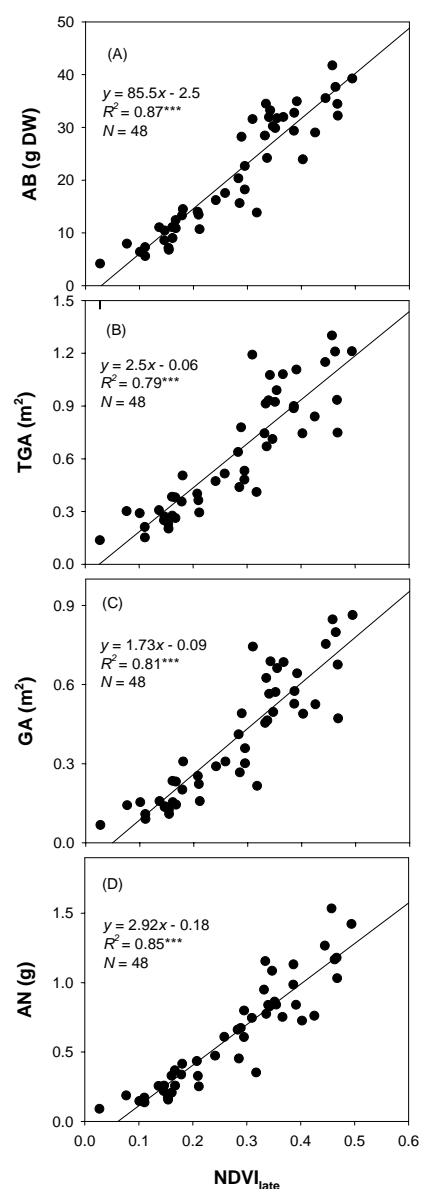 (A)
y = 85.5x - 2.5
R² = 0.87***
N = 48
AB (g DW)
50
40
30
20
10
0
(B)
y = 2.5x - 0.06
R² = 0.79***
N = 48
TGA (m²)
1.5
1.2
0.9
0.6
0.3
0.0
(C)
y = 1.73x - 0.09
R² = 0.81***
N = 48
GA (m²)
0.9
0.6
0.3
0.0
(D)
y = 2.92x - 0.18
R² = 0.85***
N = 48
AN (g)
1.5
1.0
0.5
0.0
0.0 0.1 0.2 0.3 0.4 0.5 0.6
NDVIlate